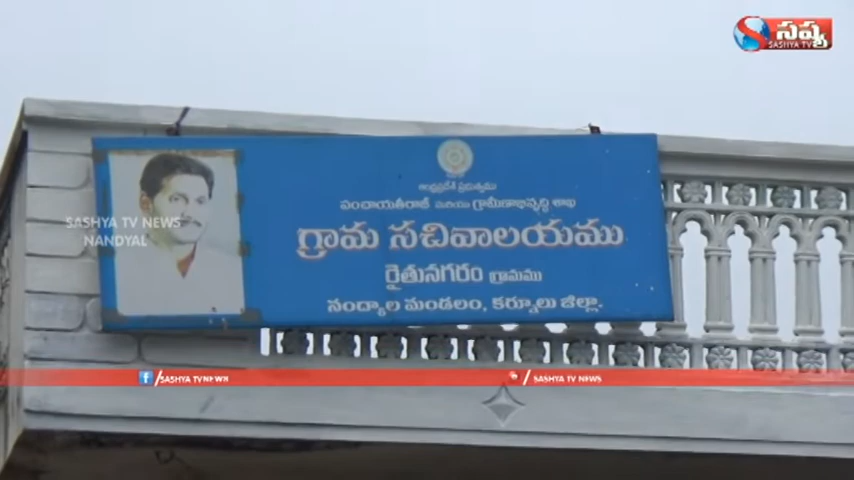 సప్య
SASHYA TV
SASHYA TV NEWS
NANDYAL
ఆంధ్రప్రదేశ్ ప్రభుత్వము
పంచాయతీరాజ్ మరియు గ్రామీణాభివృద్ధి శాఖ
గ్రామ సచివాలయము
రైతునగరం గ్రామము
నంద్యాల మండలం, కర్నూలు జిల్లా.
f/SASHYA TV NEWS
/SASHYA TV NEWS